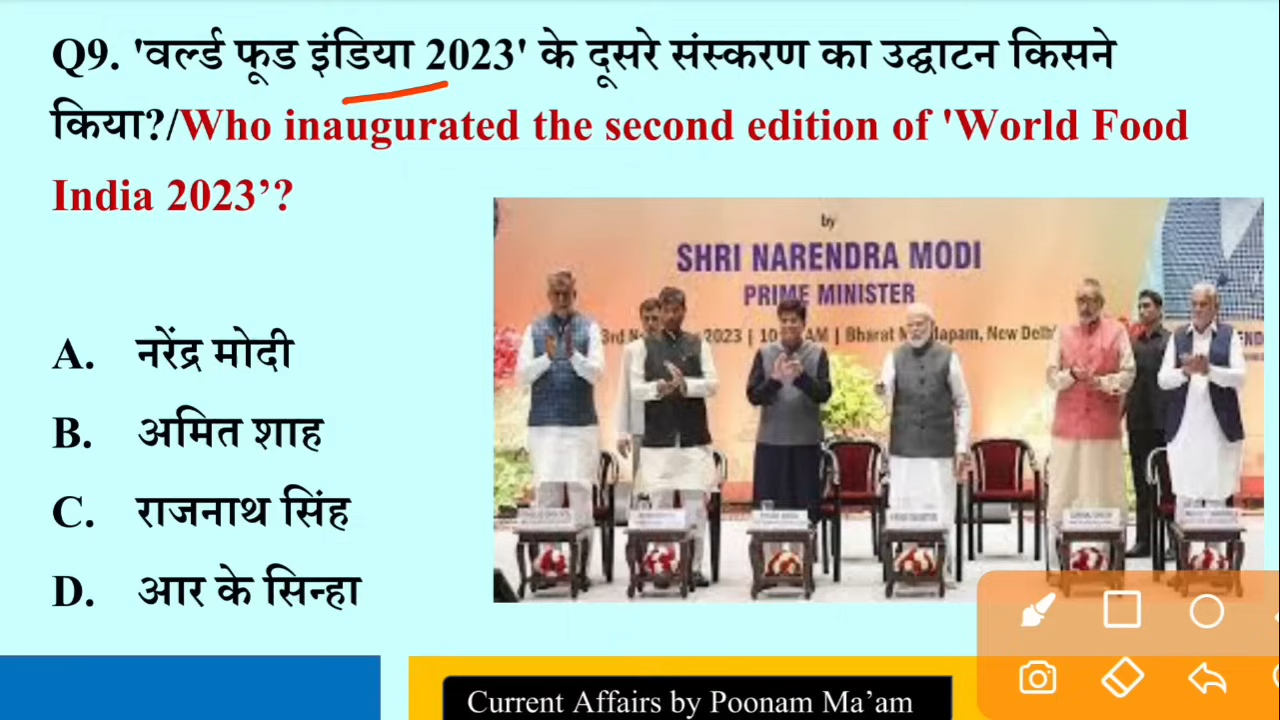 Q9. 'वर्ल्ड फूड इंडिया 2023' के दूसरे संस्करण का उद्घाटन किसने
किया?/Who inaugurated the second edition of 'World Food
India 2023’?
by
SHRI NARENDRA MODI
PRIME MINISTER
2023 | 10 AM | Bharat New Delhi
A. नरेंद्र मोदी
B. अमित शाह
C. राजनाथ सिंह
D. आर के सिन्हा
Current Affairs by Poonam Ma’am